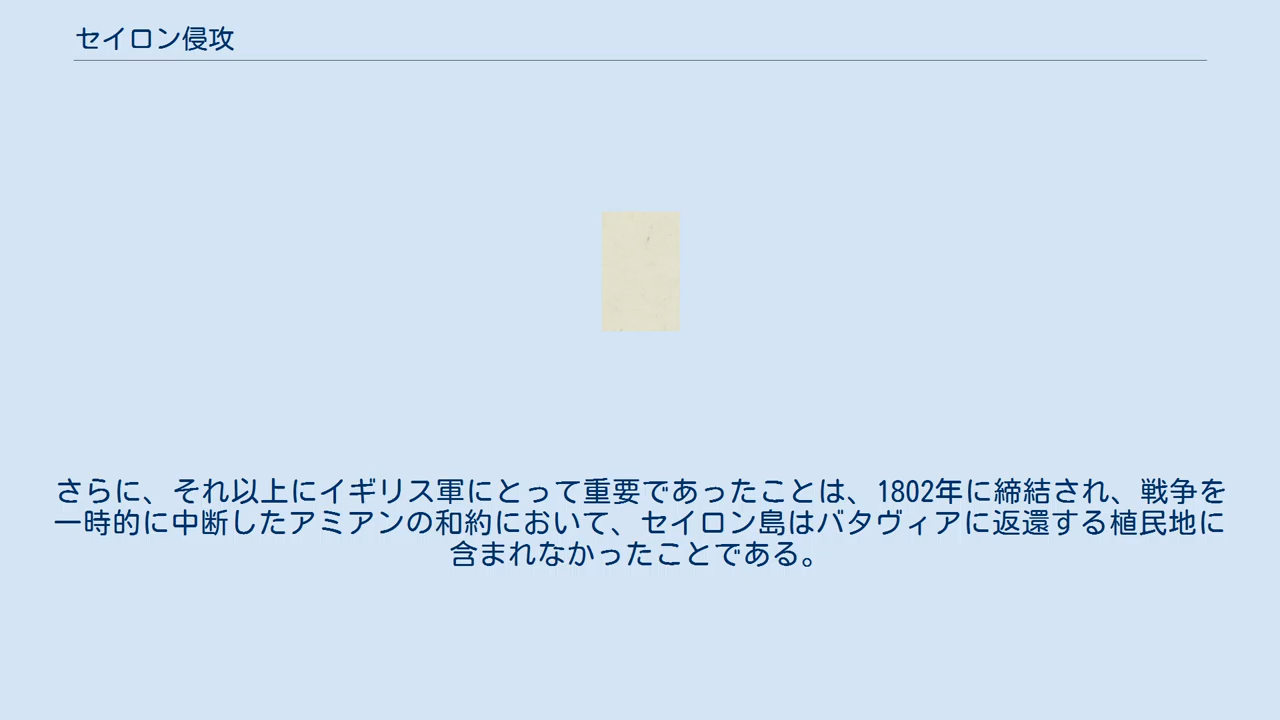 セイロン侵攻
さらに、それ以上にイギリス軍にとって重要であったことは、1802年に締結され、戦争を
一時的に中断したアミアンの和約において、セイロン島はバタヴィアに返還する植民地に
含まれなかったことである。